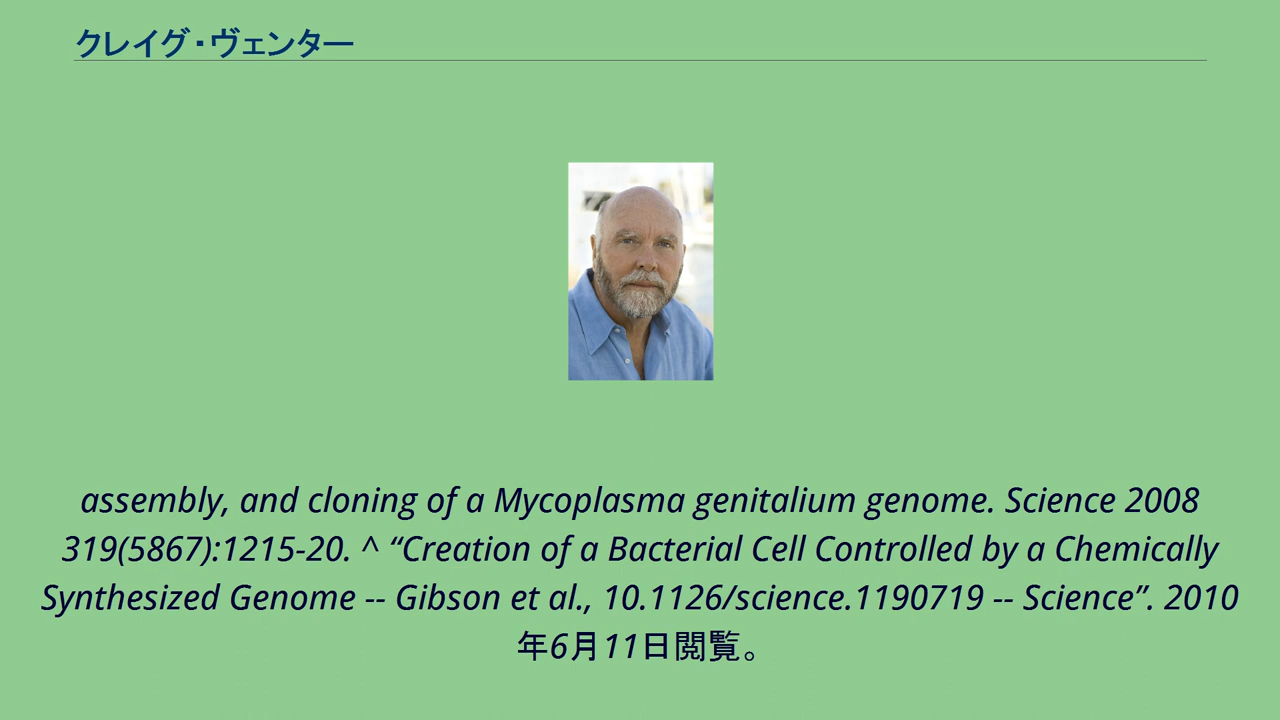 クレイグ・ヴェンター
assembly, and cloning of a Mycoplasma genitalium genome. Science 2008
319(5867):1215-20. ^ “Creation of a Bacterial Cell Controlled by a Chemically
Synthesized Genome -- Gibson et al., 10.1126/science.1190719 -- Science”. 2010
年6月11日閲覧。